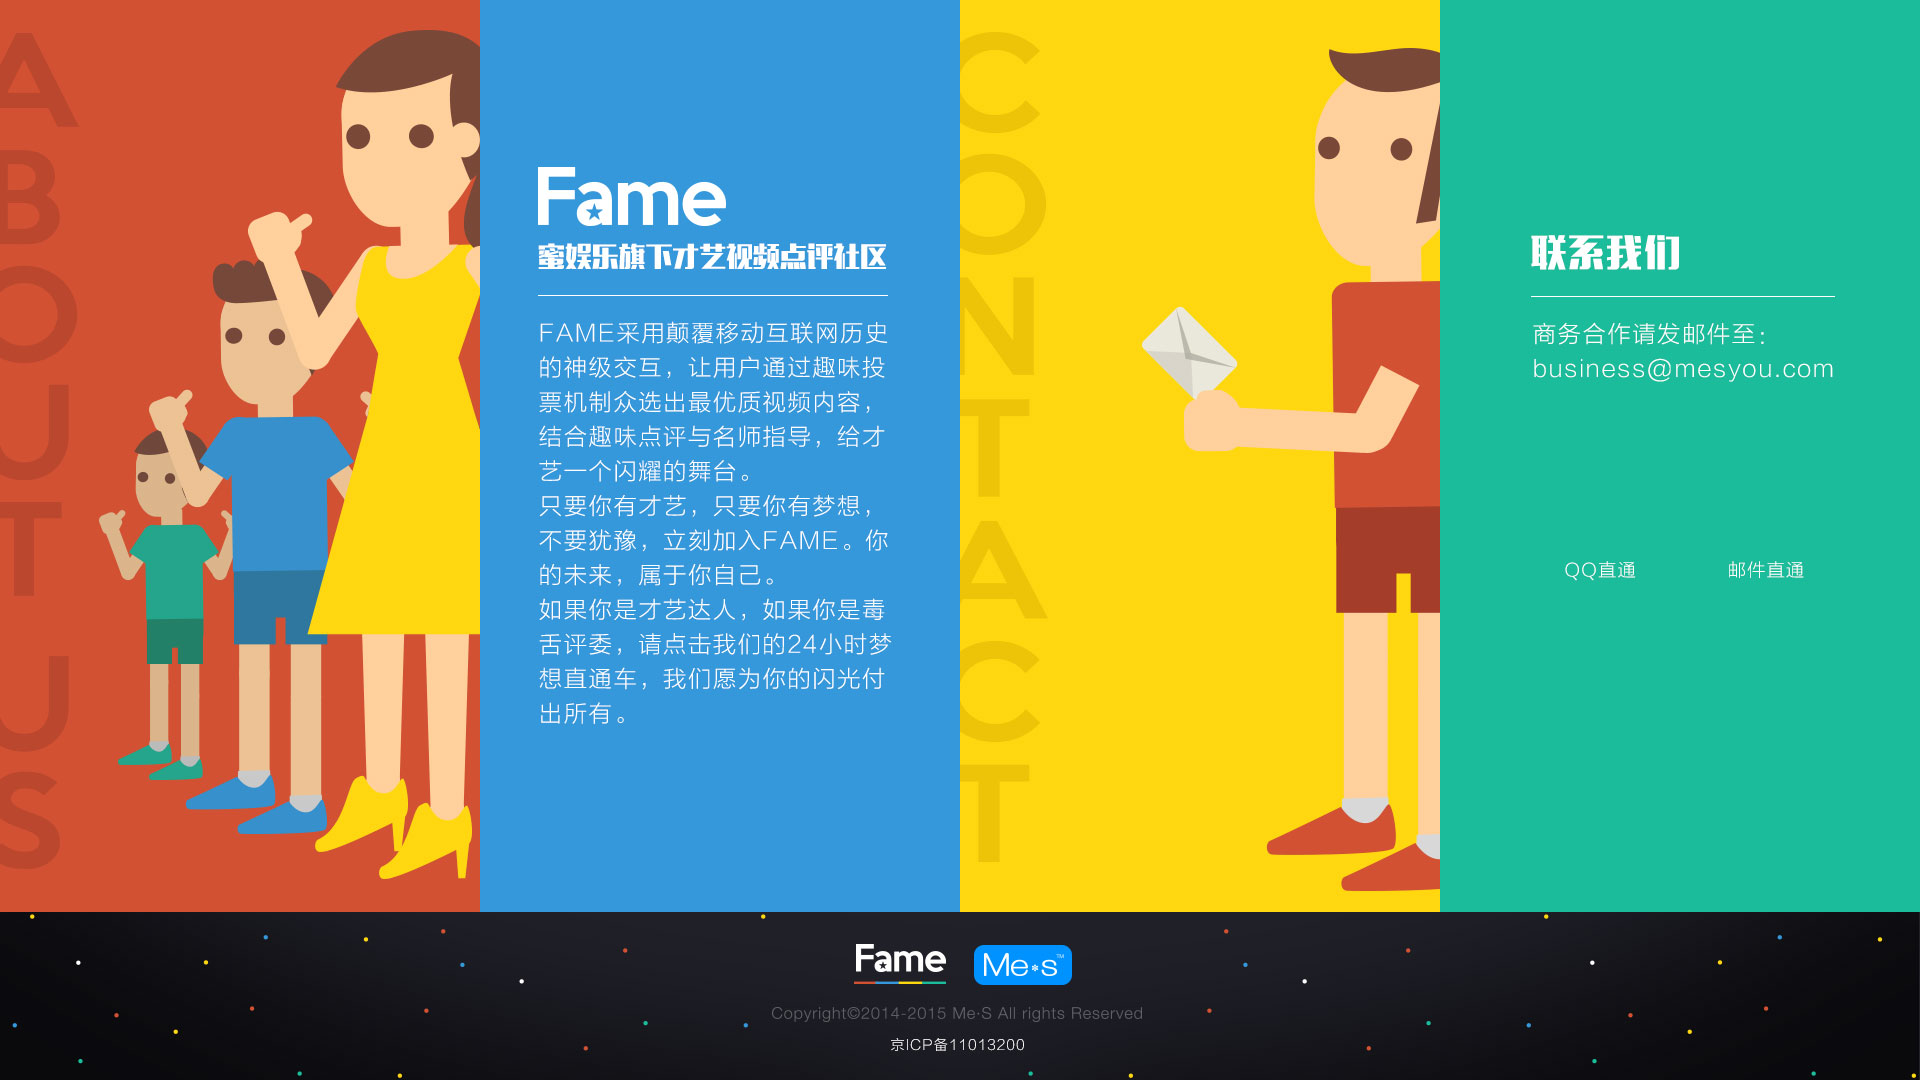 ABOUT US
Fame
蜜娱乐旗下才艺视频点评社区
FAME采用颠覆移动互联网历史
的神级交互，让用户通过趣味投
票机制众选出最优质视频内容，
结合趣味点评与名师指导，给才
艺一个闪耀的舞台。
只要你有才艺，只要你有梦想，
不要犹豫，立刻加入FAME。你
的未来，属于你自己。
如果你是才艺达人，如果你是毒
舌评委，请点击我们的24小时梦
想直通车，我们愿为你的闪光付
出所有。
CONTACT
联系我们
商务合作请发邮件至：
business@mesyou.com
QQ直通
邮件直通
Fame
Me·s™
Copyright©2014-2015 Me·S All rights Reserved
京ICP备11013200